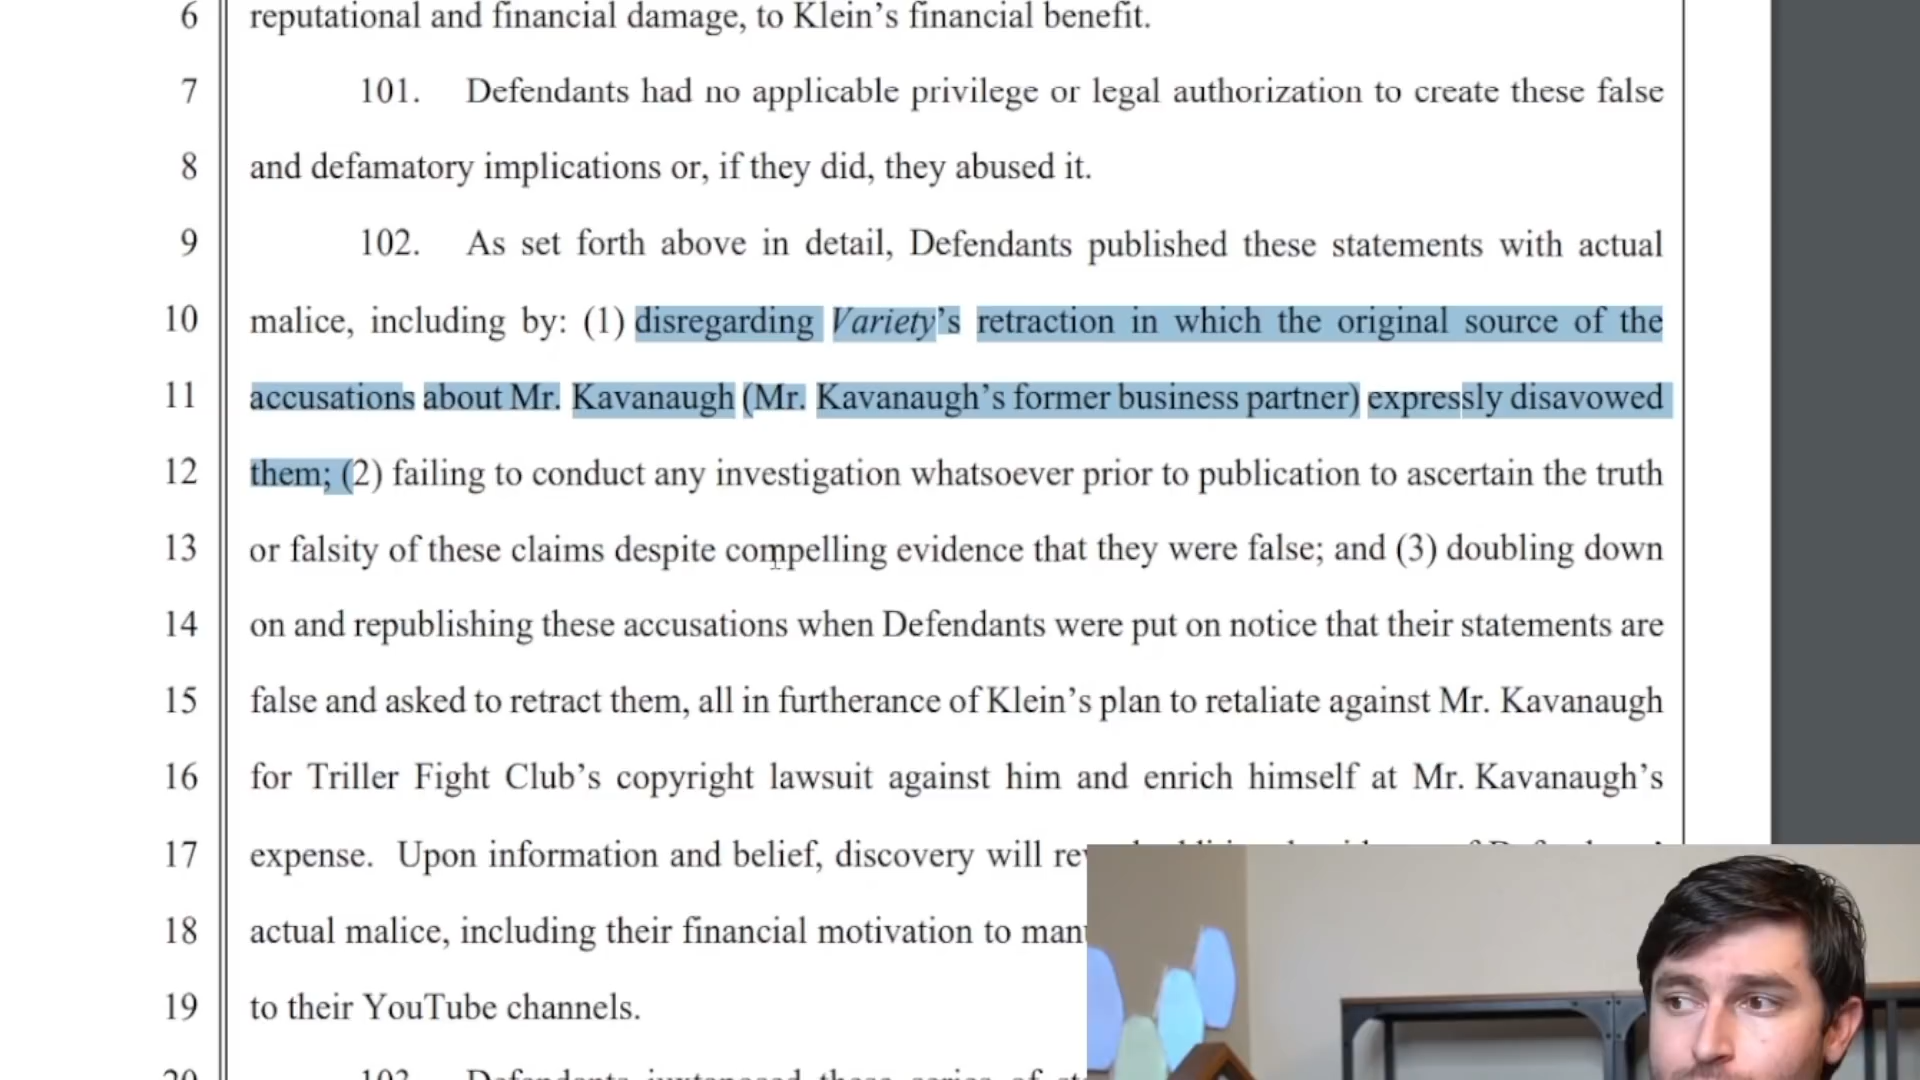 6 reputational and financial damage, to Klein’s financial benefit.
7 101. Defendants had no applicable privilege or legal authorization to create these false
8 and defamatory implications or, if they did, they abused it.
9 102. As set forth above in detail, Defendants published these statements with actual
10 malice, including by: (1) disregarding Variety’s retraction in which the original source of the
11 accusations about Mr. Kavanaugh (Mr. Kavanaugh’s former business partner) expressly disavowed
12 them; (2) failing to conduct any investigation whatsoever prior to publication to ascertain the truth
13 or falsity of these claims despite compelling evidence that they were false; and (3) doubling down
14 on and republishing these accusations when Defendants were put on notice that their statements are
15 false and asked to retract them, all in furtherance of Klein’s plan to retaliate against Mr. Kavanaugh
16 for Triller Fight Club’s copyright lawsuit against him and enrich himself at Mr. Kavanaugh’s
17 expense. Upon information and belief, discovery will
18 actual malice, including their financial motivation to
19 to their YouTube channels.
20 103. Defendants juxtaposed these series of